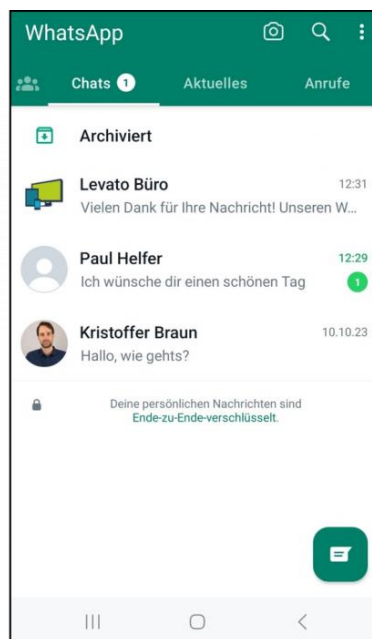 WhatsApp
Chats 1 Aktuelles Anrufe
Archiviert
Levato Büro 12:31
Vielen Dank für Ihre Nachricht! Unseren W...
Paul Helfer 12:29
Ich wünsche dir einen schönen Tag 1
Kristoffer Braun 10.10.23
Hallo, wie gehts?
Deine persönlichen Nachrichten sind
Ende-zu-Ende-verschlüsselt.